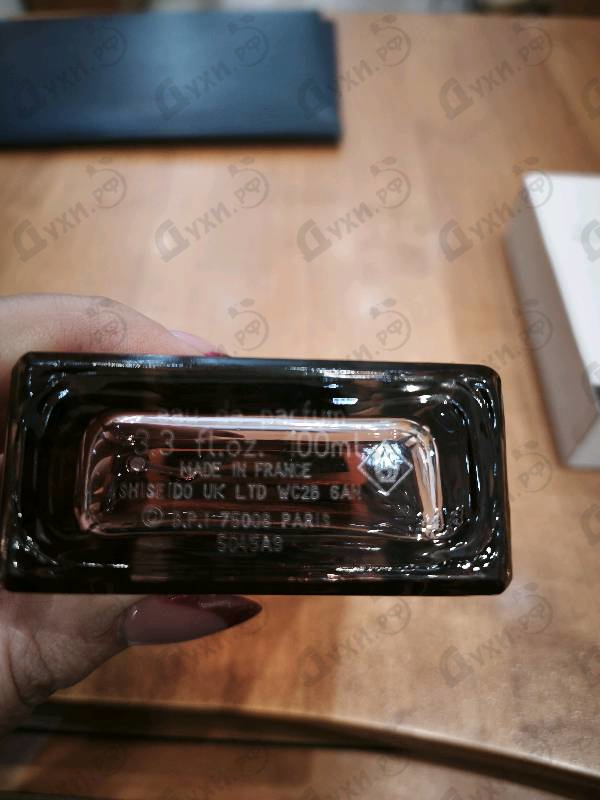 eau de parfum
3.3 fl.oz. 100ml
MADE IN FRANCE
SHISEIDO UK LTD WC2B 6AH
© B.P.I 75008 PARIS
Духи.рф